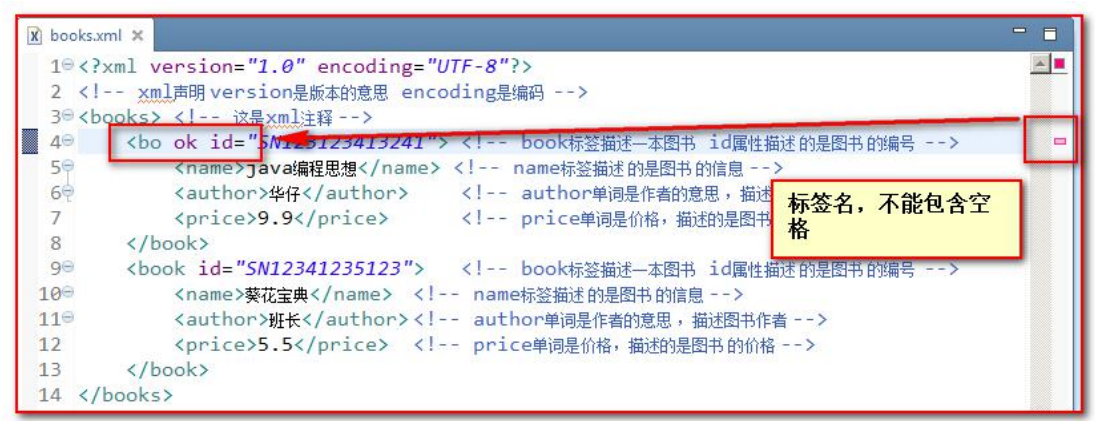 books.xml
1 <?xml version="1.0" encoding="UTF-8"?>
2 <!-- xml声明 version是版本的意思 encoding是编码 -->
3 <books> <!-- 这是xml注释 -->
4 <bo ok id="SN123123413241"> <!-- book标签描述一本图书 id属性描述的是图书的编号 -->
5 <name>java编程思想</name> <!-- name标签描述的是图书的信息 -->
6 <author>华仔</author> <!-- author单词是作者的意思，描述
7 <price>9.9</price> <!-- price单词是价格，描述的是图书
标签名，不能包含空
格
8 </book>
9 <book id="SN12341235123"> <!-- book标签描述一本图书 id属性描述的是图书的编号 -->
10 <name>葵花宝典</name> <!-- name标签描述的是图书的信息 -->
11 <author>班长</author> <!-- author单词是作者的意思，描述图书作者 -->
12 <price>5.5</price> <!-- price单词是价格，描述的是图书的价格 -->
13 </book>
14 </books>